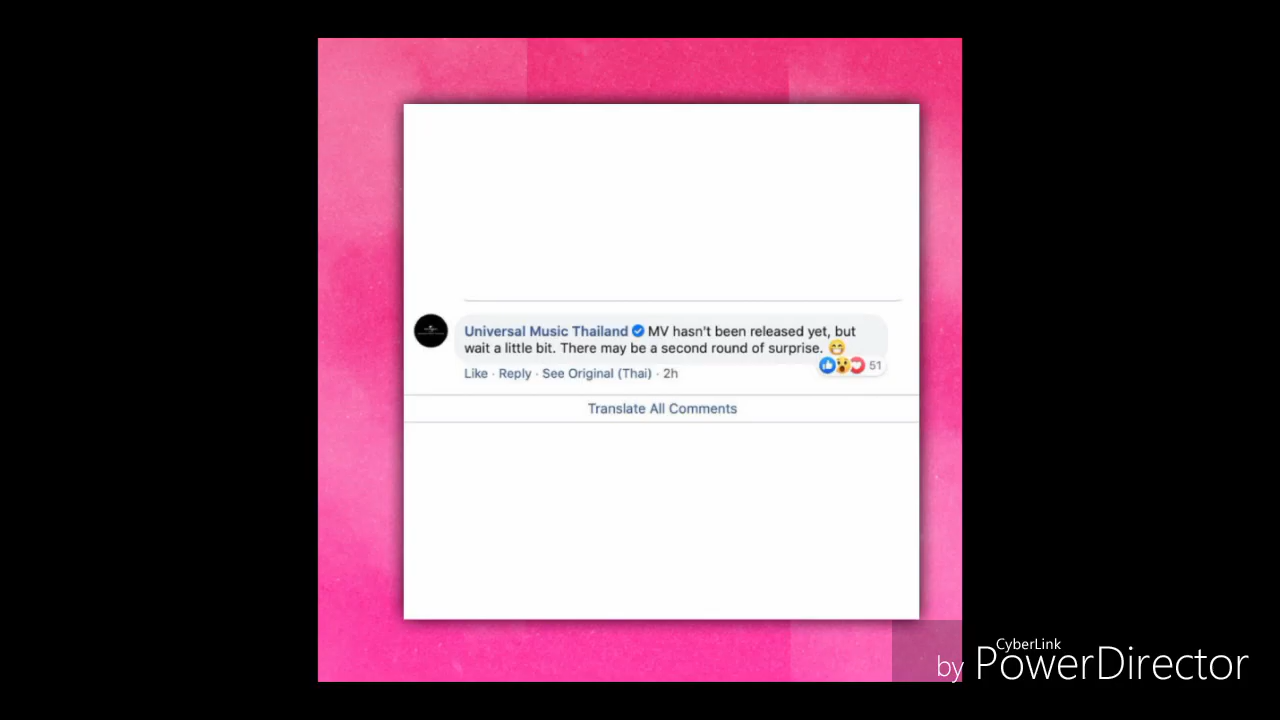 Universal Music Thailand MV hasn't been released yet, but
wait a little bit. There may be a second round of surprise. 😁
Like · Reply · See Original (Thai) · 2h
51
Translate All Comments
CyberLink
by PowerDirector